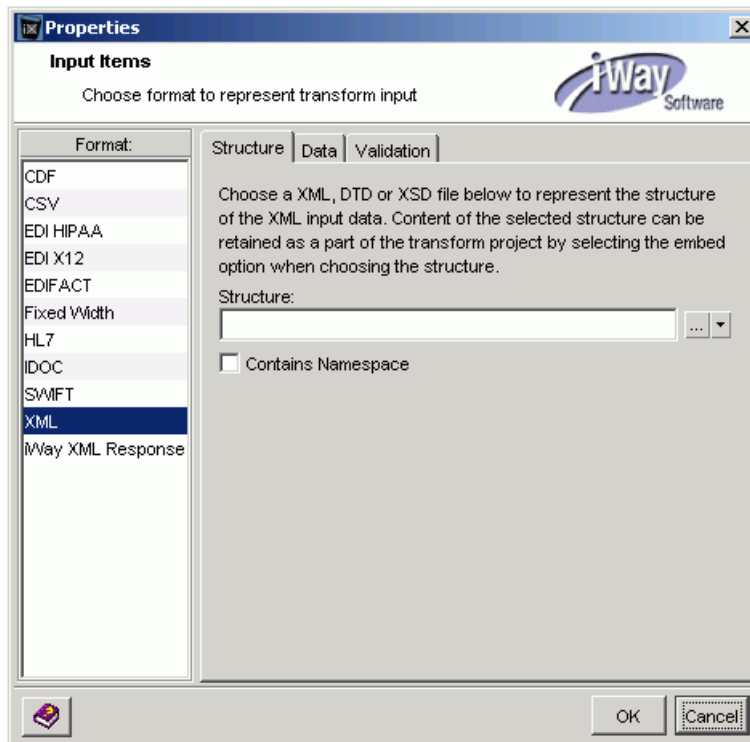 Properties
Input Items
Choose format to represent transform input
iWay
Software
Format:
CDF
CSV
EDI HIPAA
EDI X12
EDIFACT
Fixed Width
HL7
IDOC
SWIFT
XML
iWay XML Response
Structure Data Validation
Choose a XML, DTD or XSD file below to represent the structure
of the XML input data. Content of the selected structure can be
retained as a part of the transform project by selecting the embed
option when choosing the structure.
Structure:
...
Contains Namespace
OK Cancel